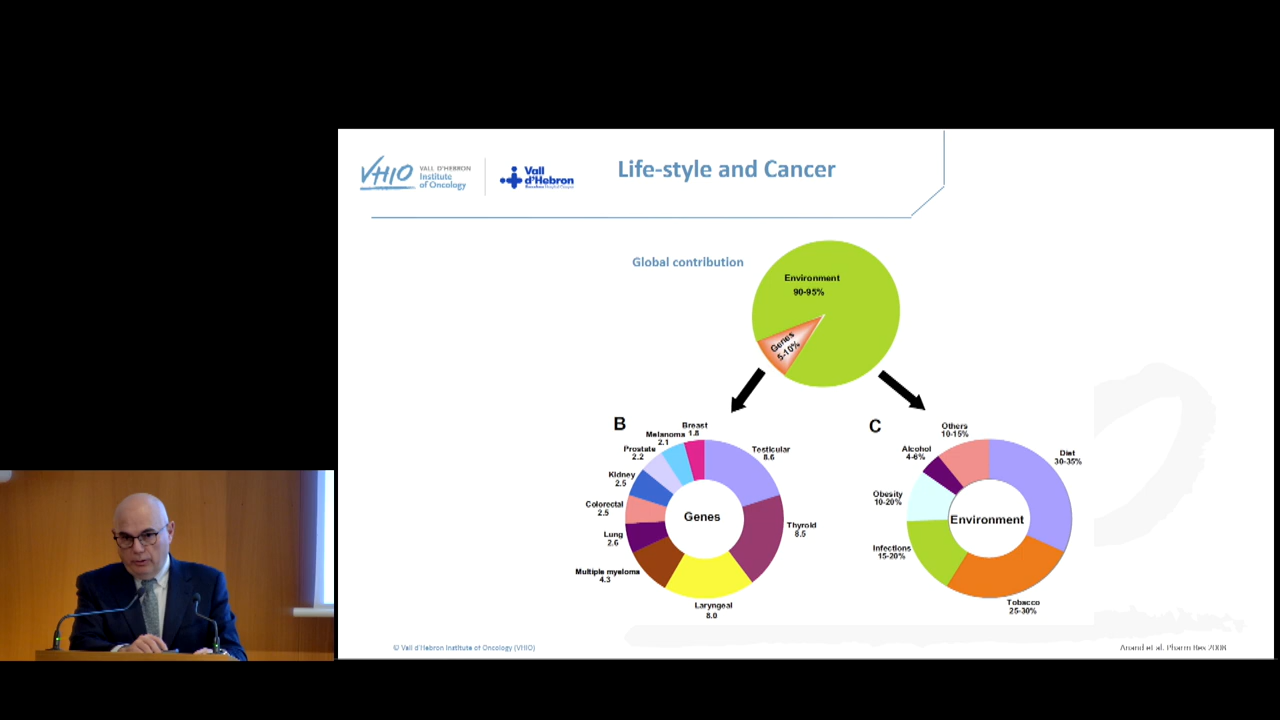 VHIO
VALL D'HEBRON
Institute
of Oncology
Vall
d'Hebron
Life-style and Cancer
Global contribution
Environment
90-95%
Genes
5-10%
B
Breast
1.8
Melanoma
2.1
Prostate
2.2
Kidney
2.5
Colorectal
2.5
Lung
2.6
Multiple myeloma
4.3
Laryngeal
8.0
Thyroid
8.5
Testicular
8.6
Genes
C
Others
10-15%
Alcohol
4-6%
Obesity
10-20%
Infections
15-20%
Tobacco
25-30%
Diet
30-35%
Environment
© Vall d'Hebron Institute of Oncology (VHIO)
Anand et al. Pharm Res 2008